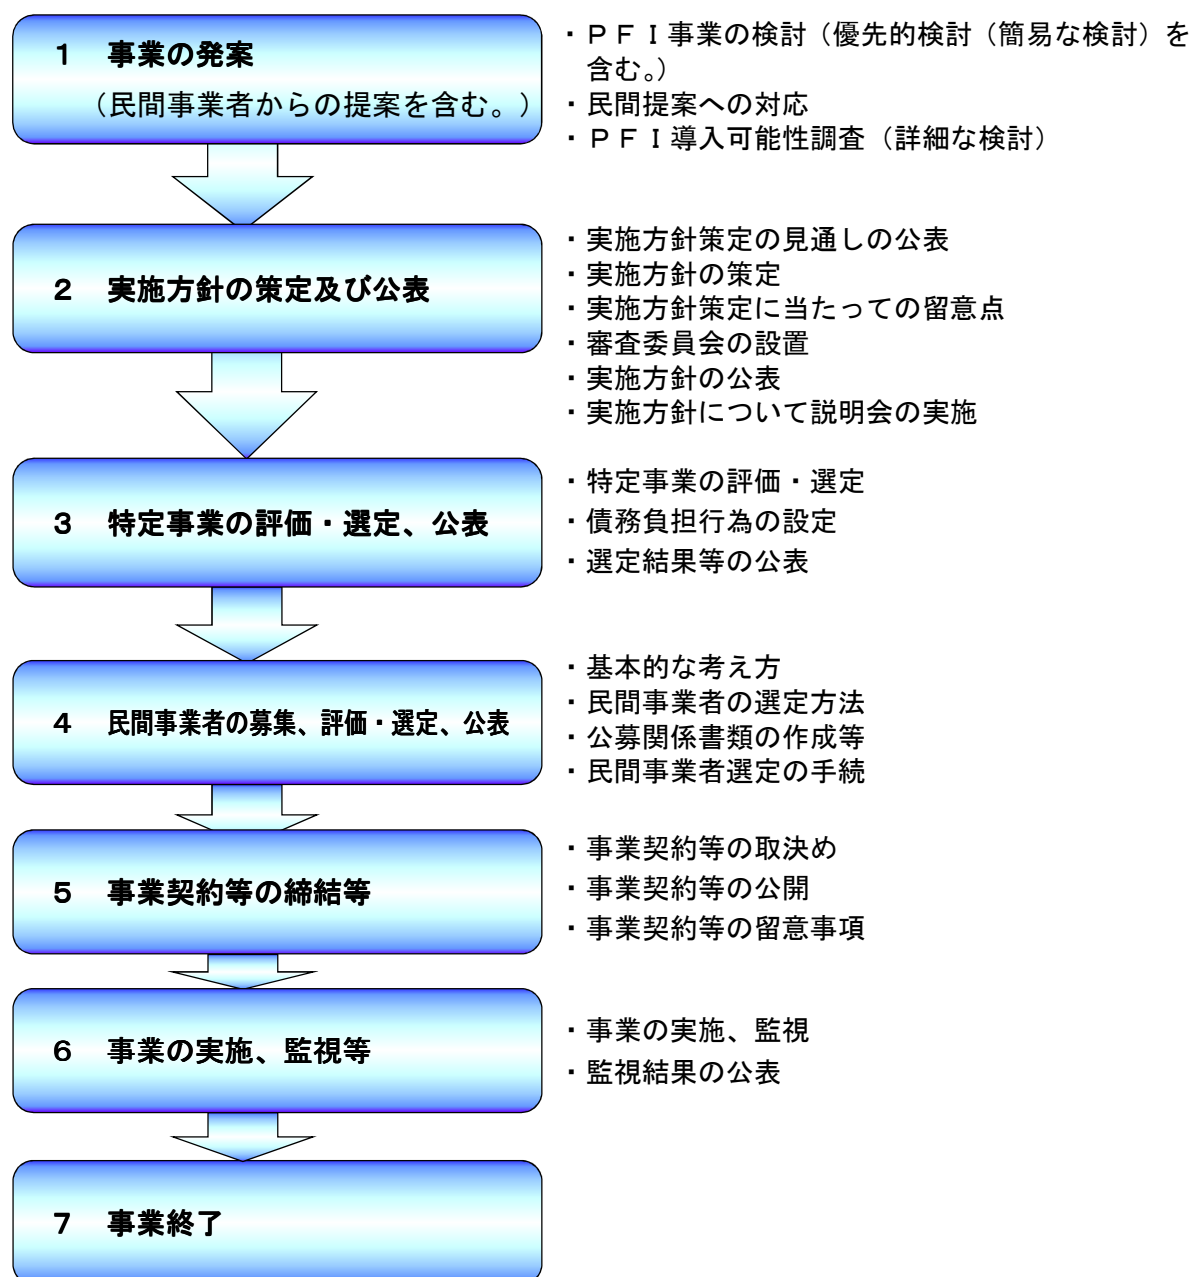 １　事業の発案
（民間事業者からの提案を含む。）
・ＰＦＩ事業の検討（優先的検討（簡易な検討）を
含む。）
・民間提案への対応
・ＰＦＩ導入可能性調査（詳細な検討）
２　実施方針の策定及び公表
・実施方針策定の見通しの公表
・実施方針の策定
・実施方針策定に当たっての留意点
・審査委員会の設置
・実施方針の公表
・実施方針について説明会の実施
３　特定事業の評価・選定、公表
・特定事業の評価・選定
・債務負担行為の設定
・選定結果等の公表
４　民間事業者の募集、評価・選定、公表
・基本的な考え方
・民間事業者の選定方法
・公募関係書類の作成等
・民間事業者選定の手続
５　事業契約等の締結等
・事業契約等の取決め
・事業契約等の公開
・事業契約等の留意事項
６　事業の実施、監視等
・事業の実施、監視
・監視結果の公表
７　事業終了